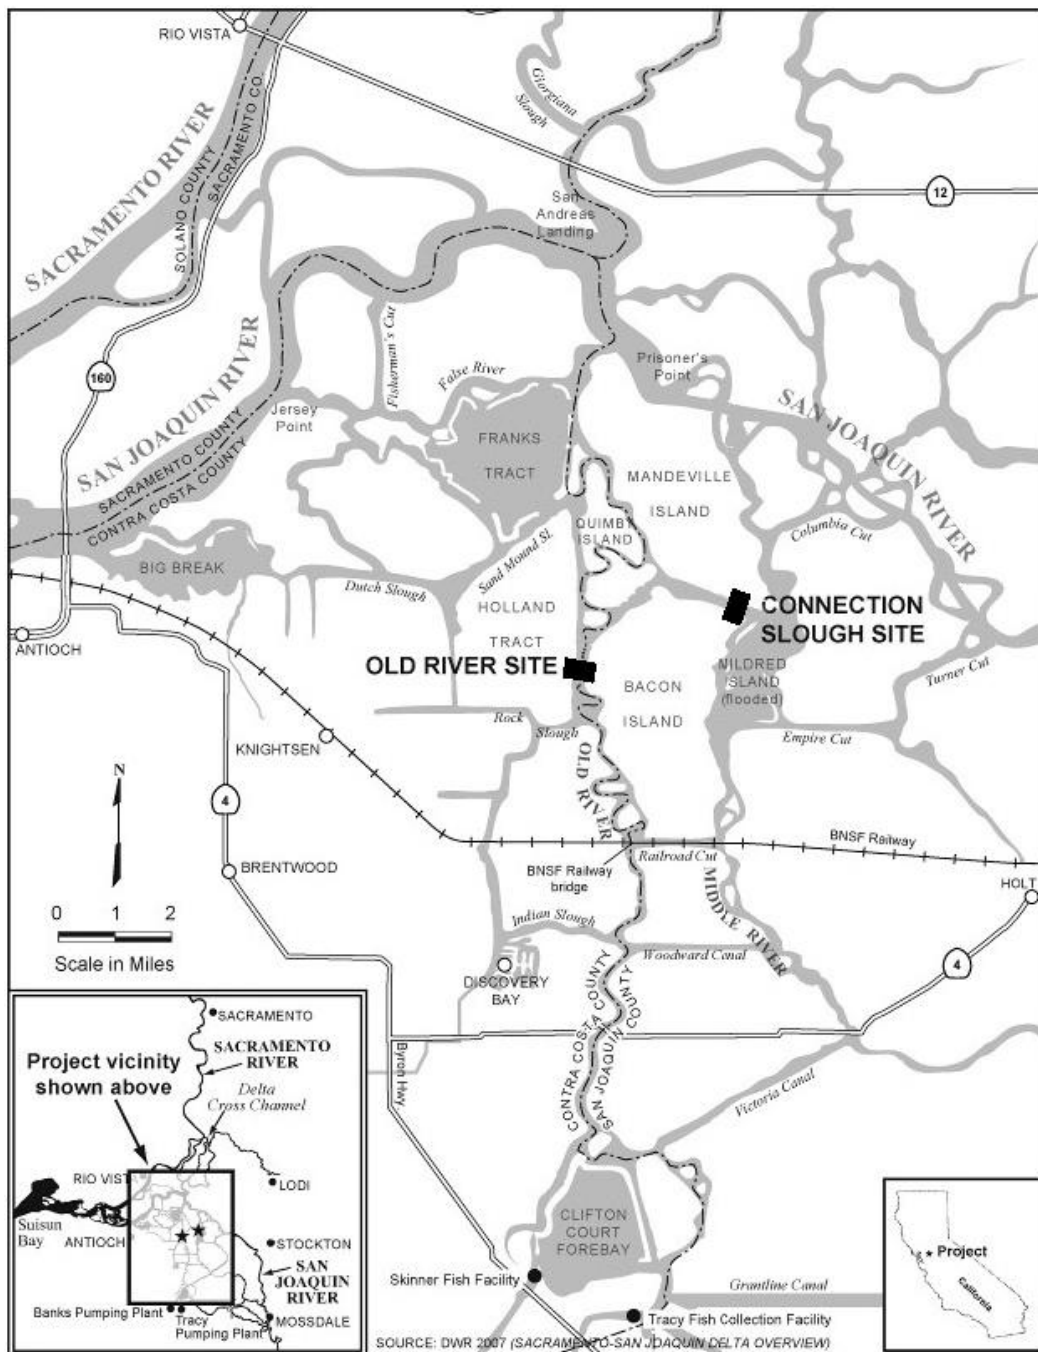 RIO VISTA
Georgiana
Slough
SACRAMENTO RIVER
SOLANO COUNTY
SACRAMENTO CO.
12
San
Andreas
Landing
160
SAN JOAQUIN RIVER
SACRAMENTO COUNTY
CONTRA COSTA COUNTY
Fisherman's Cut
False River
Prisoner's
Point
Jersey
Point
SAN JOAQUIN RIVER
FRANKS
TRACT
MANDEVILLE
ISLAND
QUIMBY
ISLAND
Columbia Cut
BIG BREAK
Dutch Slough
Sand Mound Sl.
HOLLAND
TRACT
CONNECTION
SLOUGH SITE
ANTIOCH
OLD RIVER SITE
MILDRED
ISLAND
(flooded)
BACON
ISLAND
Turner Cut
Rock
Slough
Empire Cut
KNIGHTSEN
OLD RIVER
N
4
BNSF Railway
BRENTWOOD
BNSF Railway
bridge
Railroad Cut
HOLT
MIDDLE RIVER
0 1 2
Scale in Miles
Indian Slough
Woodward Canal
4
DISCOVERY
BAY
CONTRA COSTA COUNTY
SAN JOAQUIN COUNTY
Byron Hwy
Victoria Canal
CLIFTON
COURT
FOREBAY
Skinner Fish Facility
Grantline Canal
Tracy Fish Collection Facility
SOURCE: DWR 2007 (SACRAMENTO-SAN JOAQUIN DELTA OVERVIEW)
SACRAMENTO
SACRAMENTO
RIVER
Project vicinity
shown above
Delta
Cross Channel
RIO VISTA
LODI
Suisun
Bay
ANTIOCH
STOCKTON
SAN
JOAQUIN
RIVER
Banks Pumping Plant
Tracy
Pumping Plant
MOSSDALE
Project
California